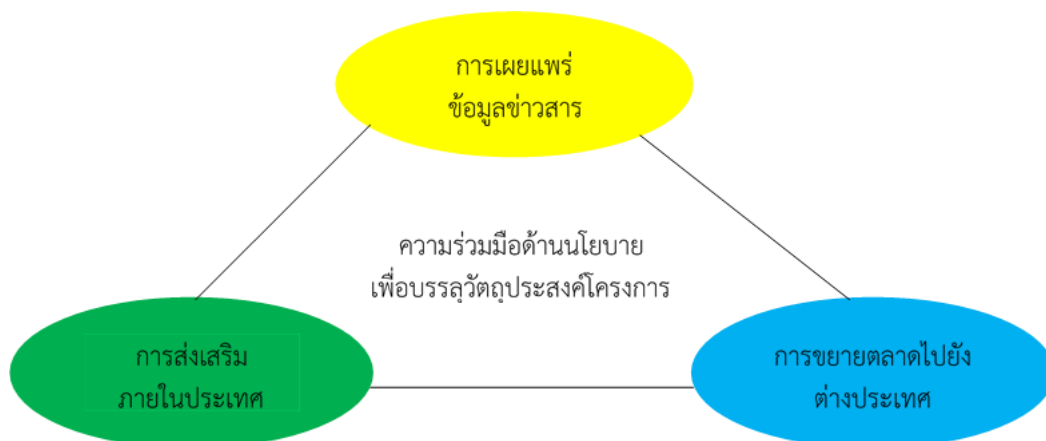 การเผยแพร่
ข้อมูลข่าวสาร
ความร่วมมือด้านนโยบาย
เพื่อบรรลุวัตถุประสงค์โครงการ
การส่งเสริม
ภายในประเทศ
การขยายตลาดไปยัง
ต่างประเทศ